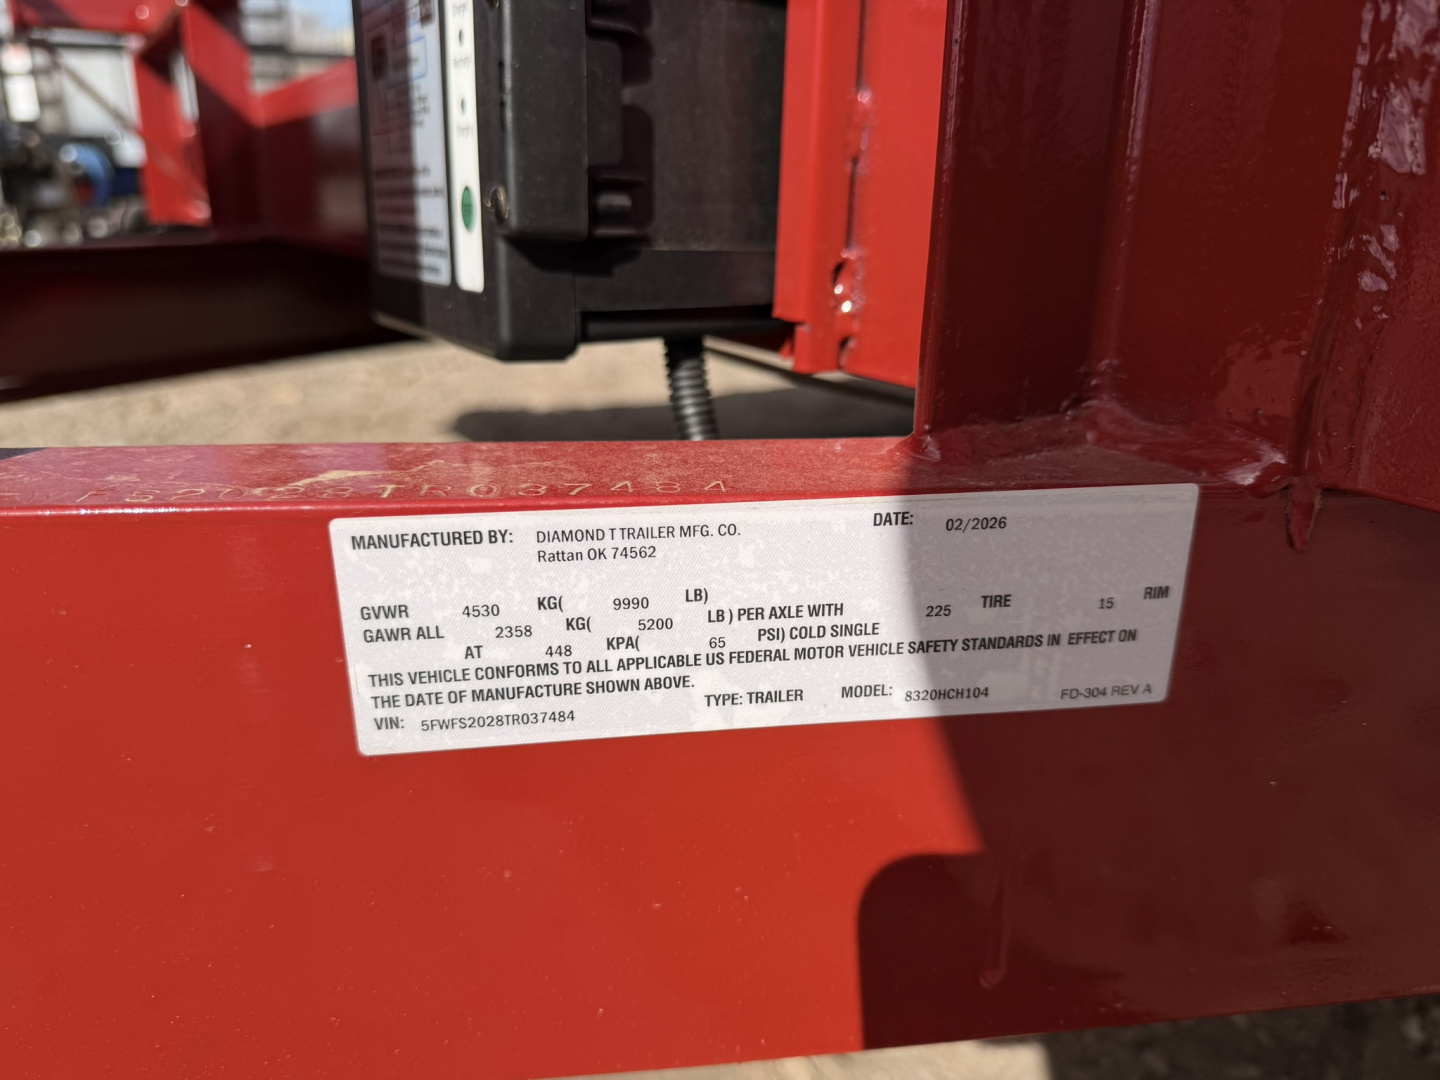 FS2028TR037484
MANUFACTURED BY: DIAMOND T TRAILER MFG. CO. DATE: 02/2026
Rattan OK 74562
GVWR 4530 KG( 9990 LB)
GAWR ALL 2358 KG( 5200 LB ) PER AXLE WITH 225 TIRE 15 RIM
AT 448 KPA( 65 PSI) COLD SINGLE
THIS VEHICLE CONFORMS TO ALL APPLICABLE US FEDERAL MOTOR VEHICLE SAFETY STANDARDS IN EFFECT ON
THE DATE OF MANUFACTURE SHOWN ABOVE.
VIN: 5FWFS2028TR037484 TYPE: TRAILER MODEL: 8320HCH104 FD-304 REV A